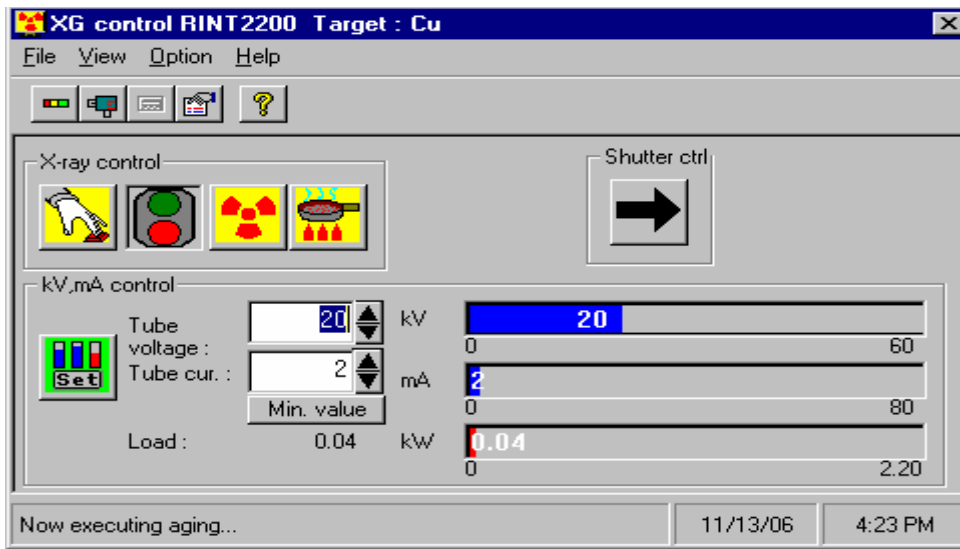 XG control RINT2200 Target : Cu
File View Option Help
X-ray control
Shutter ctrl
kV,mA control
Set
Tube voltage :
20
kV
20
0
60
Tube cur. :
2
mA
2
0
80
Min. value
Load :
0.04
kW
0.04
0
2.20
Now executing aging...
11/13/06
4:23 PM